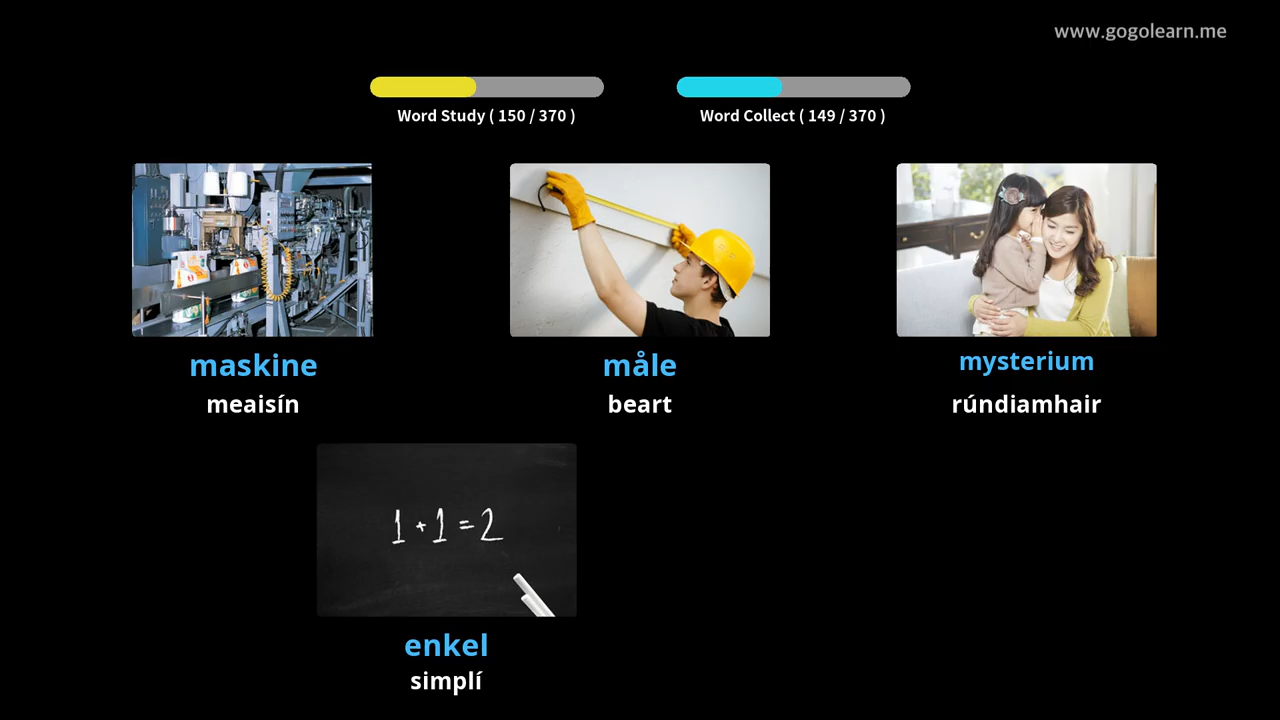 www.gogolearn.me
Word Study ( 150 / 370 )
Word Collect ( 149 / 370 )
maskine
meaisín
måle
beart
mysterium
rúndiamhair
1 + 1 = 2
enkel
simplí